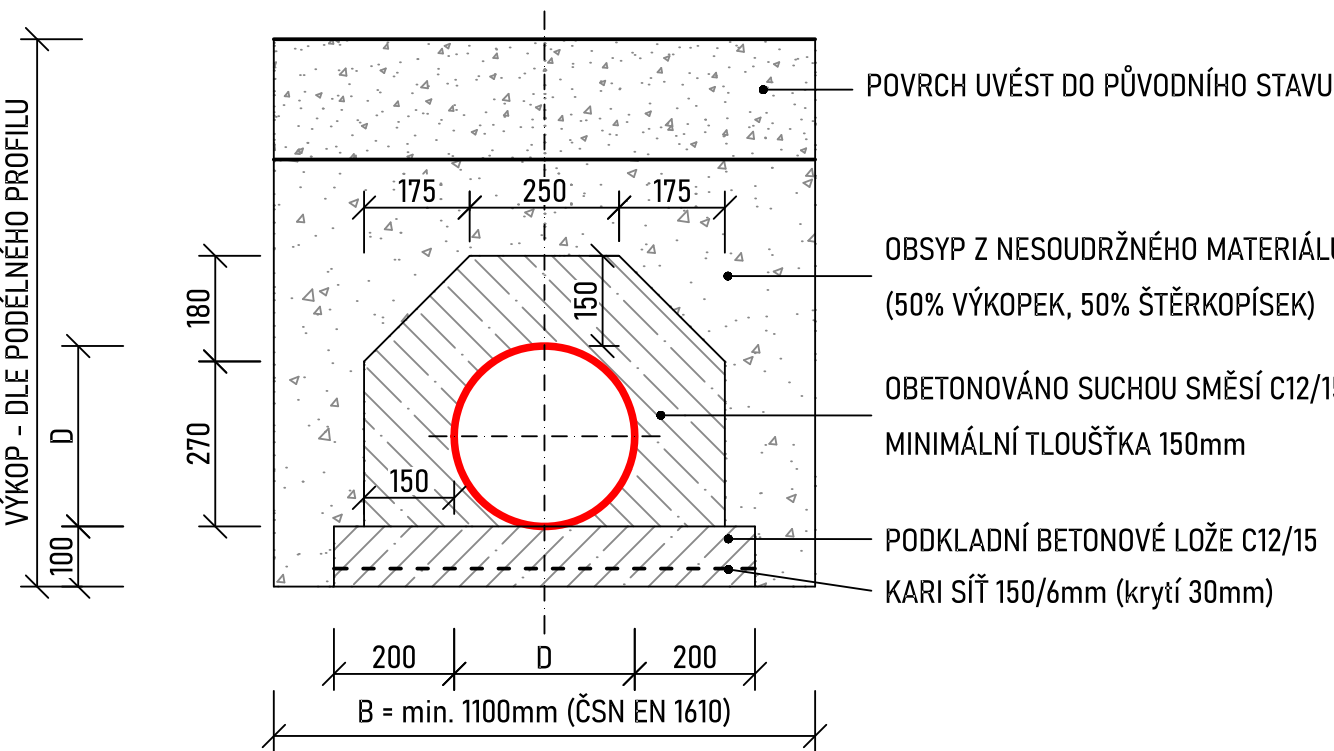 POVRCH UVÉST DO PŮVODNÍHO STAVU
VÝKOP - DLE PODÉLNÉHO PROFILU
175
250
175
OBSYP Z NESOUDRŽNÉHO MATERIÁLU
(50% VÝKOPEK, 50% ŠTĚRKOPÍSEK)
180
150
OBETONOVÁNO SUCHOU SMĚSÍ C12/15
MINIMÁLNÍ TLOUŠŤKA 150mm
D
270
150
100
PODKLADNÍ BETONOVÉ LOŽE C12/15
KARI SÍŤ 150/6mm (krytí 30mm)
200
D
200
B = min. 1100mm (ČSN EN 1610)